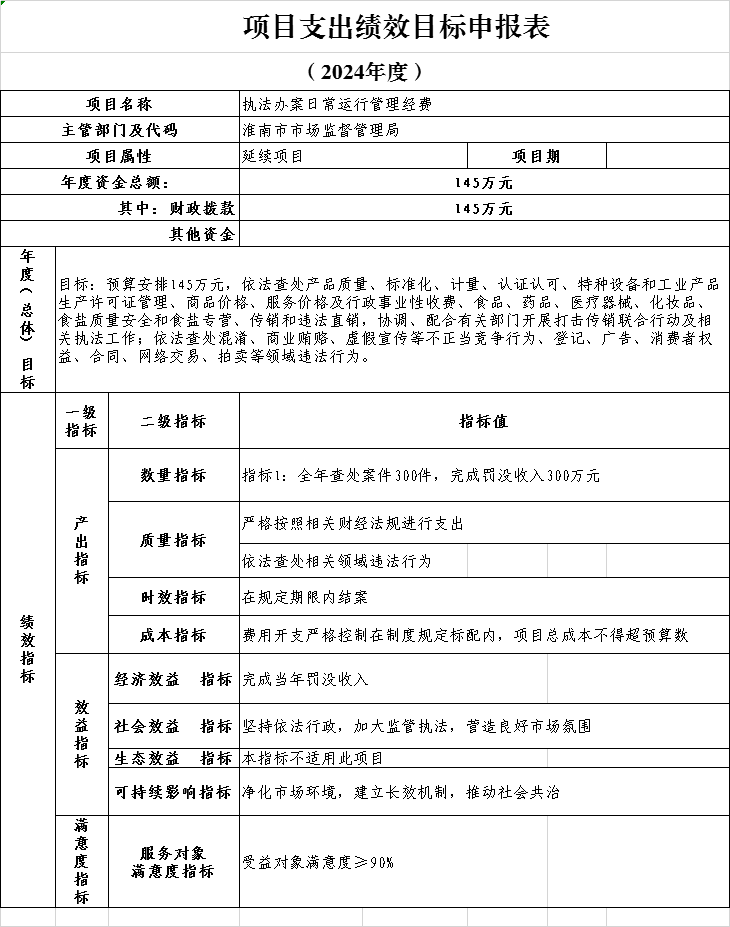 项目支出绩效目标申报表
（2024年度）
项目名称 执法办案日常运行管理经费
主管部门及代码 淮南市市场监督管理局
项目属性 延续项目 项目期
年度资金总额： 145万元
其中：财政拨款 145万元
其他资金
年度（总体）目标
目标：预算安排145万元，依法查处产品质量、标准化、计量、认证认可、特种设备和工业产品
生产许可证管理、商品价格、服务价格及行政事业性收费、食品、药品、医疗器械、化妆品、
食盐质量安全和食盐专营、传销和违法直销，协调、配合有关部门开展打击传销联合行动及相
关执法工作；依法查处混淆、商业贿赂、虚假宣传等不正当竞争行为、登记、广告、消费者权
益、合同、网络交易、拍卖等领域违法行为。
绩效指标
一级指标 二级指标 指标值
产出指标
数量指标 指标1：全年查处案件300件，完成罚没收入300万元
质量指标 严格按照相关财经法规进行支出
依法查处相关领域违法行为
时效指标 在规定期限内结案
成本指标 费用开支严格控制在制度规定标配内，项目总成本不得超预算数
效益指标
经济效益 指标 完成当年罚没收入
社会效益 指标 坚持依法行政，加大监管执法，营造良好市场氛围
生态效益 指标 本指标不适用此项目
可持续影响指标 净化市场环境，建立长效机制，推动社会共治
满意度指标
服务对象
满意度指标 受益对象满意度≥90%